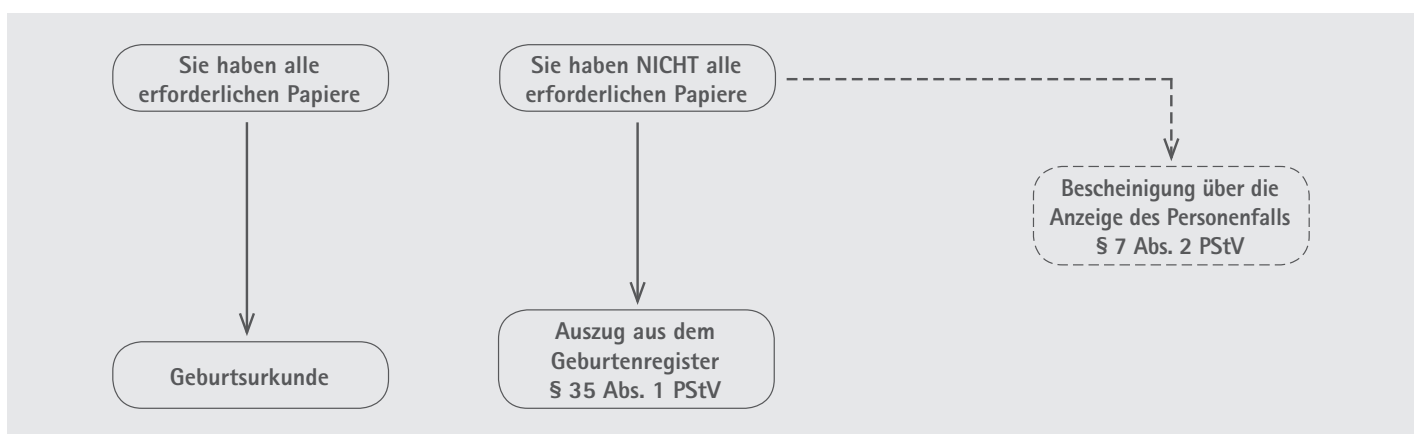 Sie haben alle
erforderlichen Papiere
Sie haben NICHT alle
erforderlichen Papiere
Bescheinigung über die
Anzeige des Personenfalls
§ 7 Abs. 2 PStV
Geburtsurkunde
Auszug aus dem
Geburtenregister
§ 35 Abs. 1 PStV